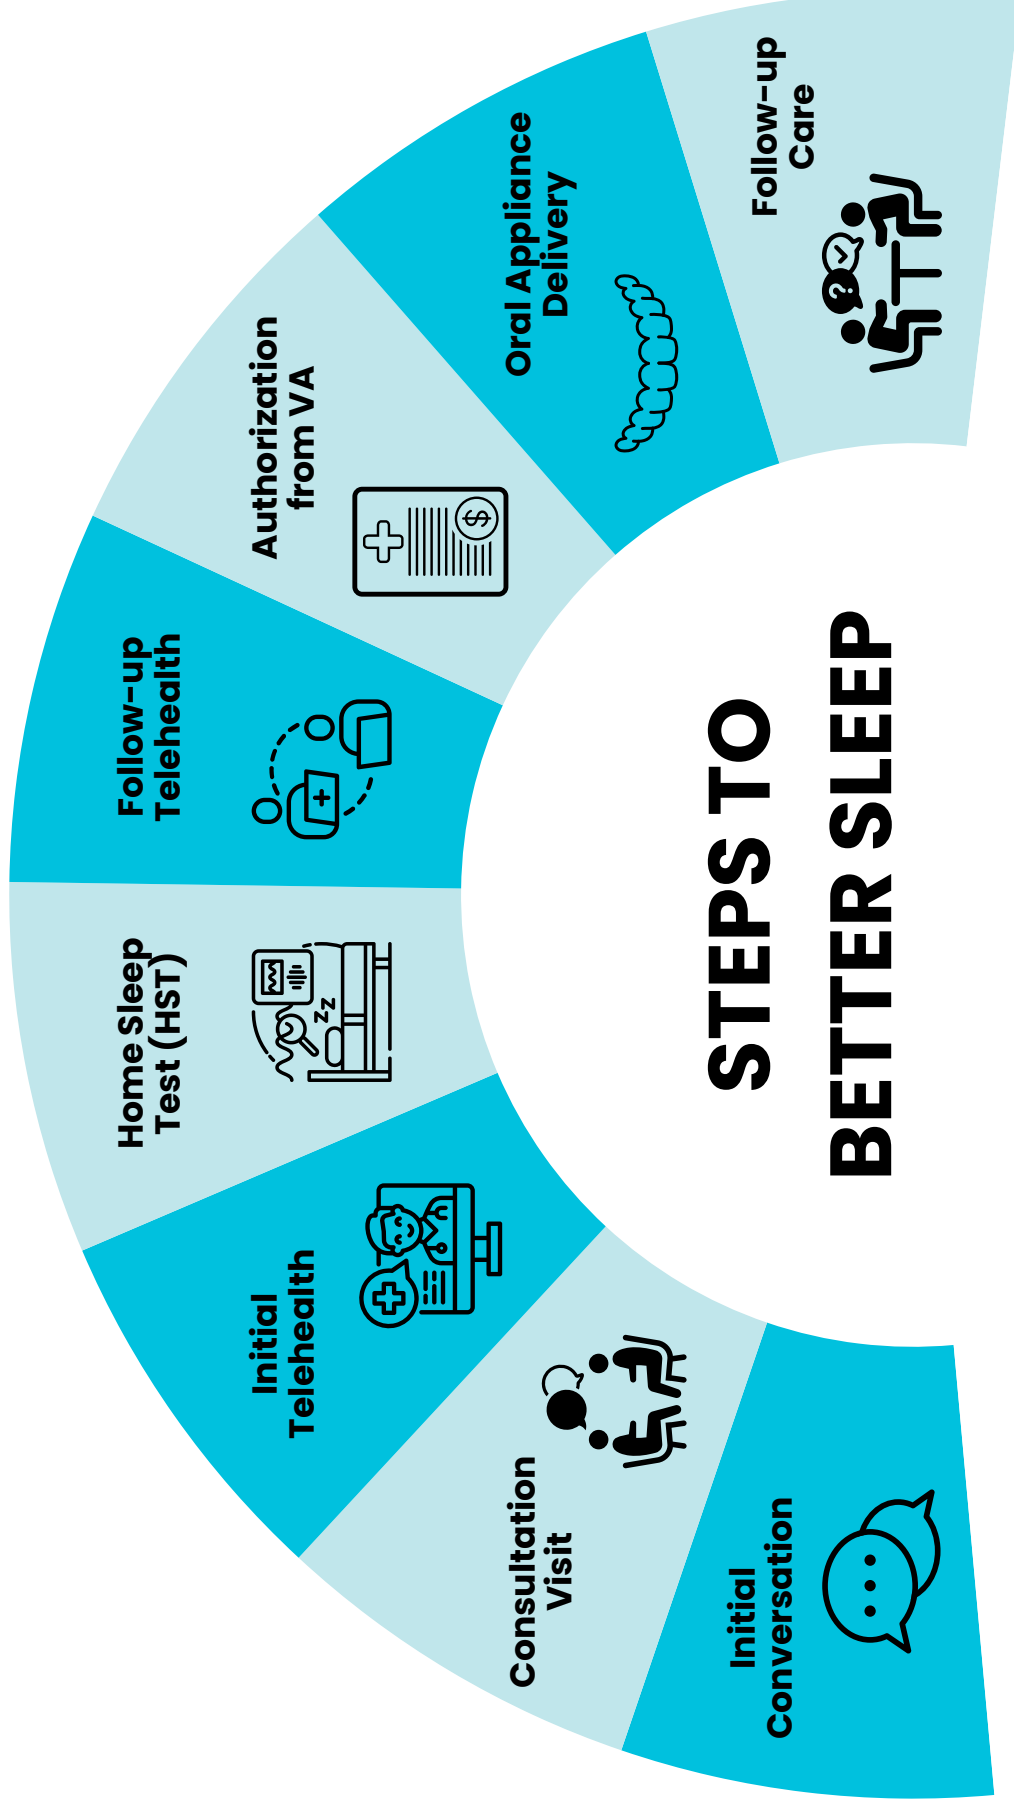 Initial
Conversation
Consultation
Visit
Initial
Telehealth
Home Sleep
Test (HST)
Follow-up
Telehealth
Authorization
from VA
$
Oral Appliance
Delivery
Follow-up
Care
?
zz
STEPS TO
BETTER SLEEP